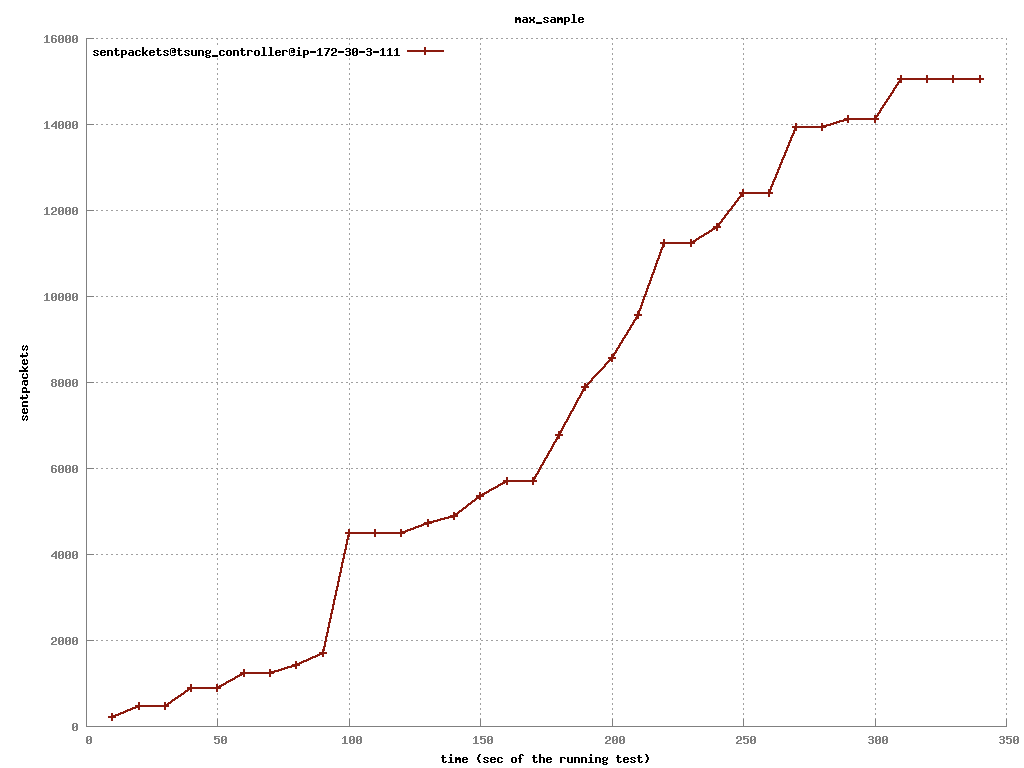 max_sample
sentpackets@tsung_controller@ip-172-30-3-111
16000
14000
12000
10000
8000
6000
4000
2000
0
sentpackets
0 50 100 150 200 250 300 350
time (sec of the running test)